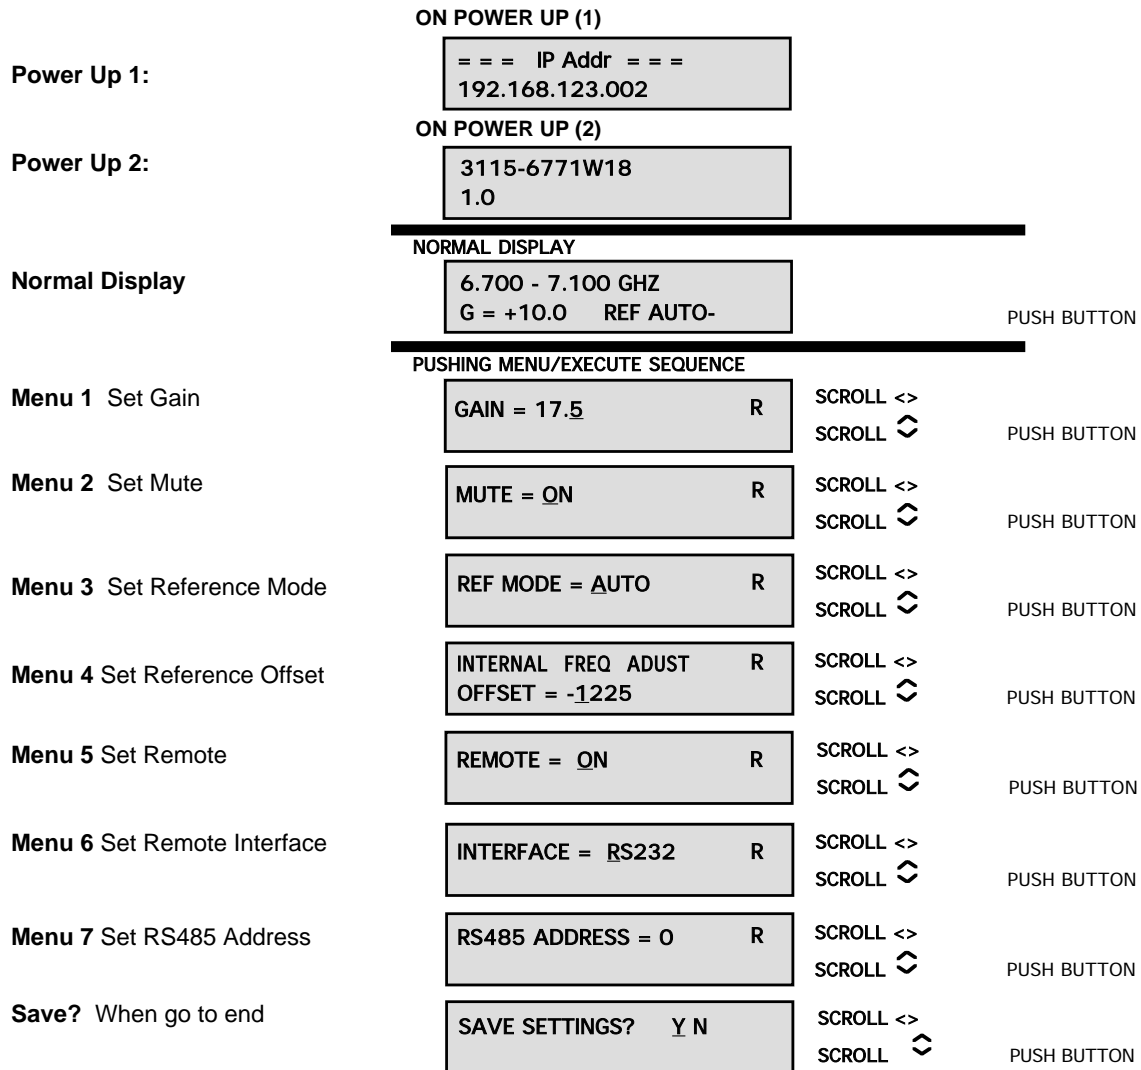 ON POWER UP (1)
Power Up 1:
= = = IP Addr = = =
192.168.123.002
ON POWER UP (2)
Power Up 2:
3115-6771W18
1.0
NORMAL DISPLAY
Normal Display
6.700 - 7.100 GHZ
G = +10.0 REF AUTO-
PUSH BUTTON
PUSHING MENU/EXECUTE SEQUENCE
Menu 1 Set Gain
GAIN = 17.5 R
SCROLL <>
SCROLL
PUSH BUTTON
Menu 2 Set Mute
MUTE = ON R
SCROLL <>
SCROLL
PUSH BUTTON
Menu 3 Set Reference Mode
REF MODE = AUTO R
SCROLL <>
SCROLL
PUSH BUTTON
Menu 4 Set Reference Offset
INTERNAL FREQ ADUST R
OFFSET = -1225
SCROLL <>
SCROLL
PUSH BUTTON
Menu 5 Set Remote
REMOTE = ON R
SCROLL <>
SCROLL
PUSH BUTTON
Menu 6 Set Remote Interface
INTERFACE = RS232 R
SCROLL <>
SCROLL
PUSH BUTTON
Menu 7 Set RS485 Address
RS485 ADDRESS = 0 R
SCROLL <>
SCROLL
PUSH BUTTON
Save? When go to end
SAVE SETTINGS? Y N
SCROLL <>
SCROLL
PUSH BUTTON